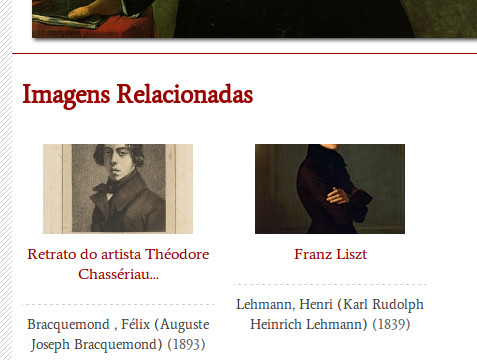 Imagens Relacionadas
Retrato do artista Théodore
Chassériau...
Bracquemond , Félix (Auguste
Joseph Bracquemond) (1893)
Franz Liszt
Lehmann, Henri (Karl Rudolph
Heinrich Lehmann) (1839)